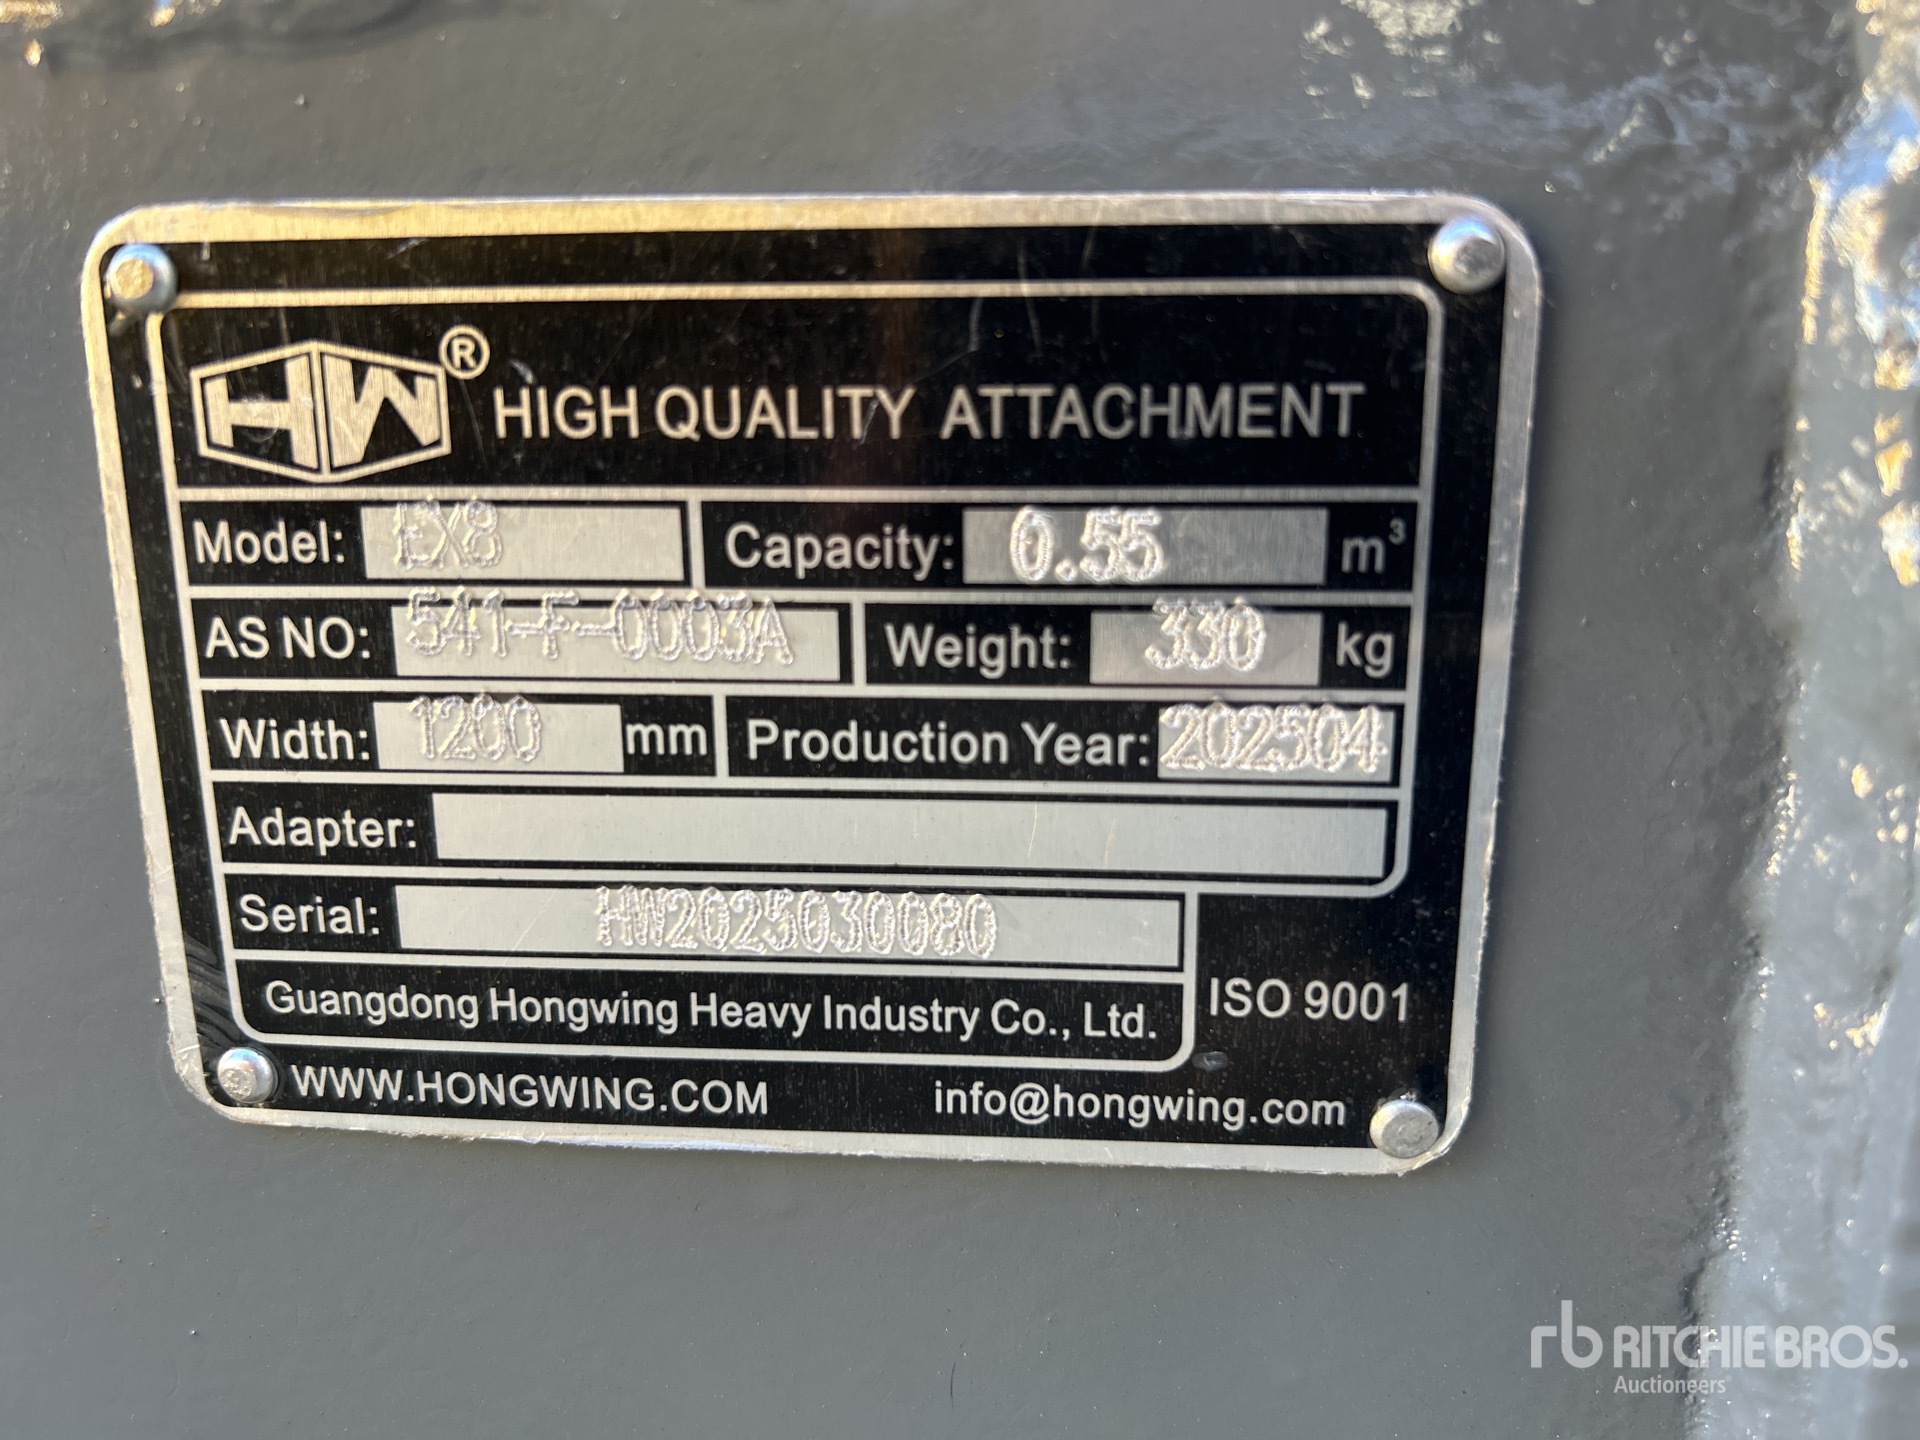 HW® HIGH QUALITY ATTACHMENT
Model: EX8 Capacity: 0.55 m³
AS NO: 541-F-0003A Weight: 330 kg
Width: 1200 mm Production Year: 202504
Adapter:
Serial: HW2025030080
Guangdong Hongwing Heavy Industry Co., Ltd. ISO 9001
WWW.HONGWING.COM info@hongwing.com
rb RITCHIE BROS.
Auctioneers